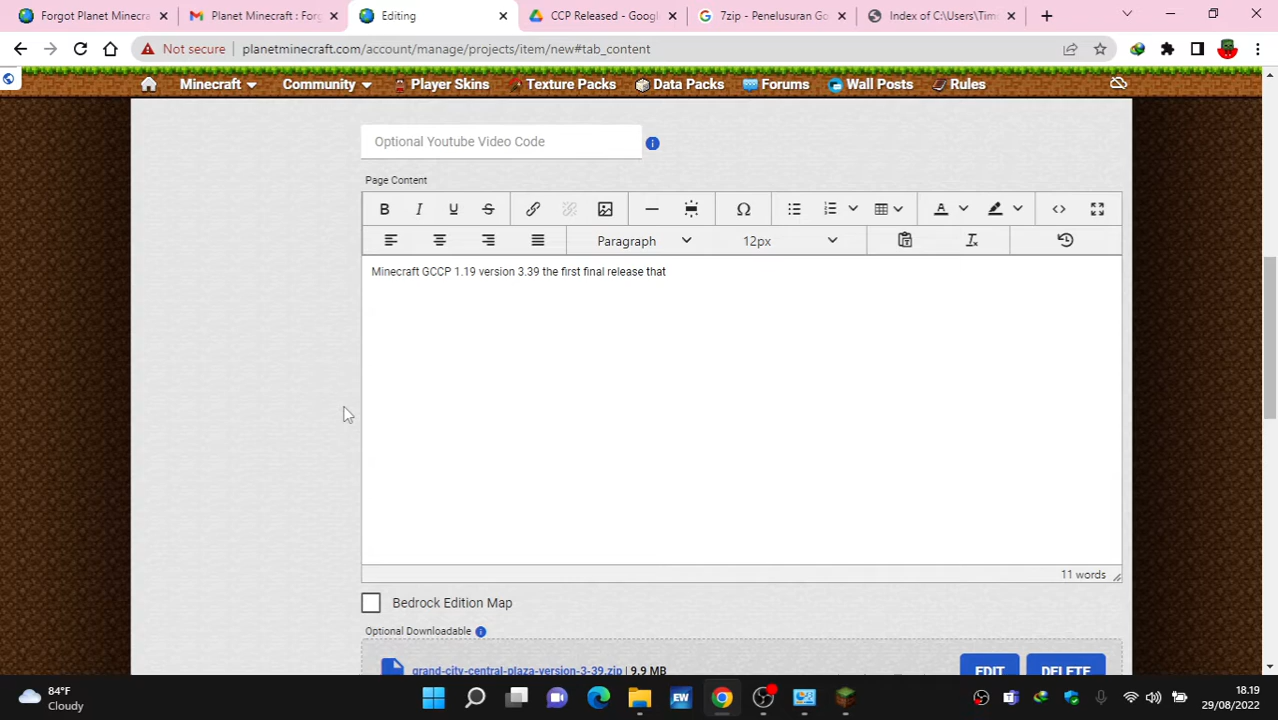 Forgot Planet Minecra
Planet Minecraft : Forg
Editing
CCP Released - Googl
7zip - Penelusuran Go
Index of C:\Users\Tim
Not secure
planetminecraft.com/account/manage/projects/item/new#tab_content
Minecraft
Community
Player Skins
Texture Packs
Data Packs
Forums
Wall Posts
Rules
Optional Youtube Video Code
Page Content
Paragraph
12px
Minecraft GCCP 1.19 version 3.39 the first final release that
11 words
Bedrock Edition Map
Optional Downloadable
grand-city-central-plaza-version-3-39.zip | 9.9 MB
EDIT
DELETE
84°F
Cloudy
EW
18.19
29/08/2022